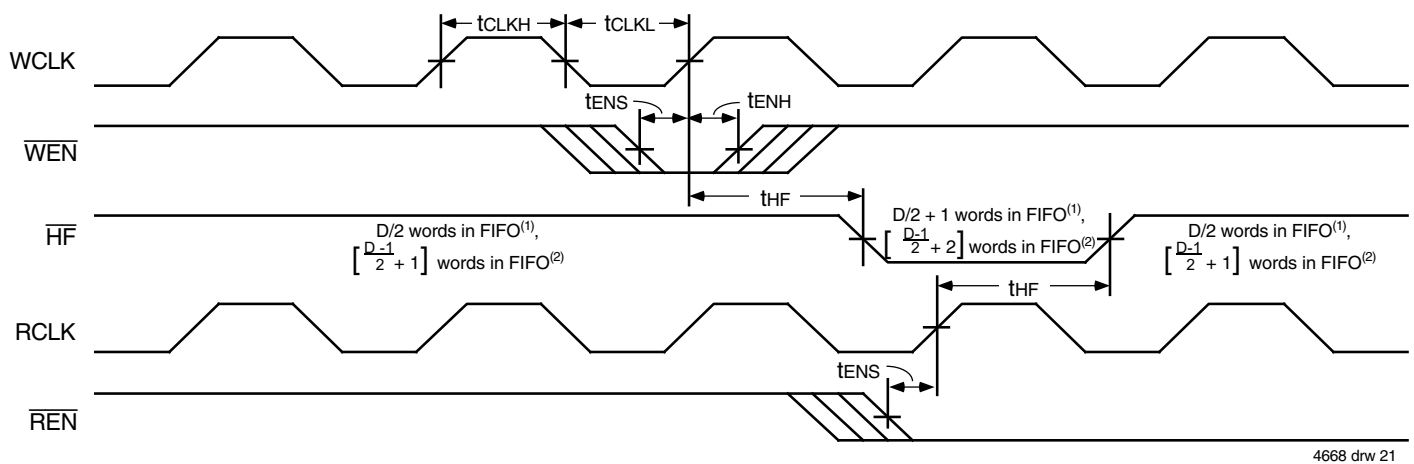 tCLKH
tCLKL
WCLK
tENS
tENH
WEN
tHF
HF
D/2 words in FIFO(1),
[ D-1/2 + 1 ] words in FIFO(2)
D/2 + 1 words in FIFO(1),
[ D-1/2 + 2 ] words in FIFO(2)
D/2 words in FIFO(1),
[ D-1/2 + 1 ] words in FIFO(2)
tHF
RCLK
tENS
REN
4668 drw 21